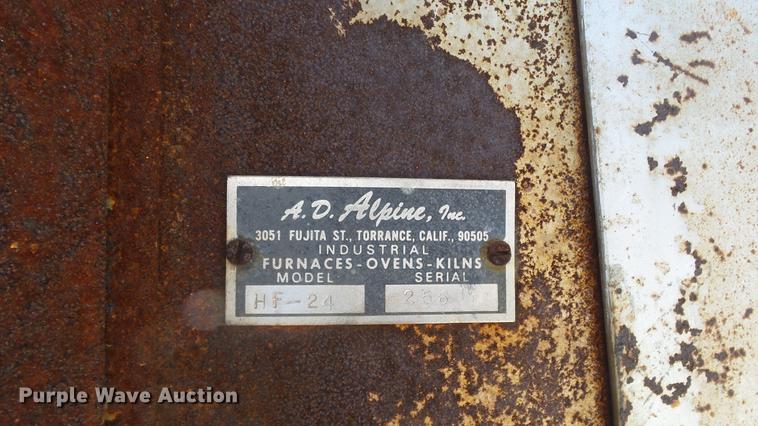 A.D. Alpine, Inc.
3051 FUJITA ST., TORRANCE, CALIF., 90505
INDUSTRIAL
FURNACES-OVENS-KILNS
MODEL SERIAL
HF-24
Purple Wave Auction